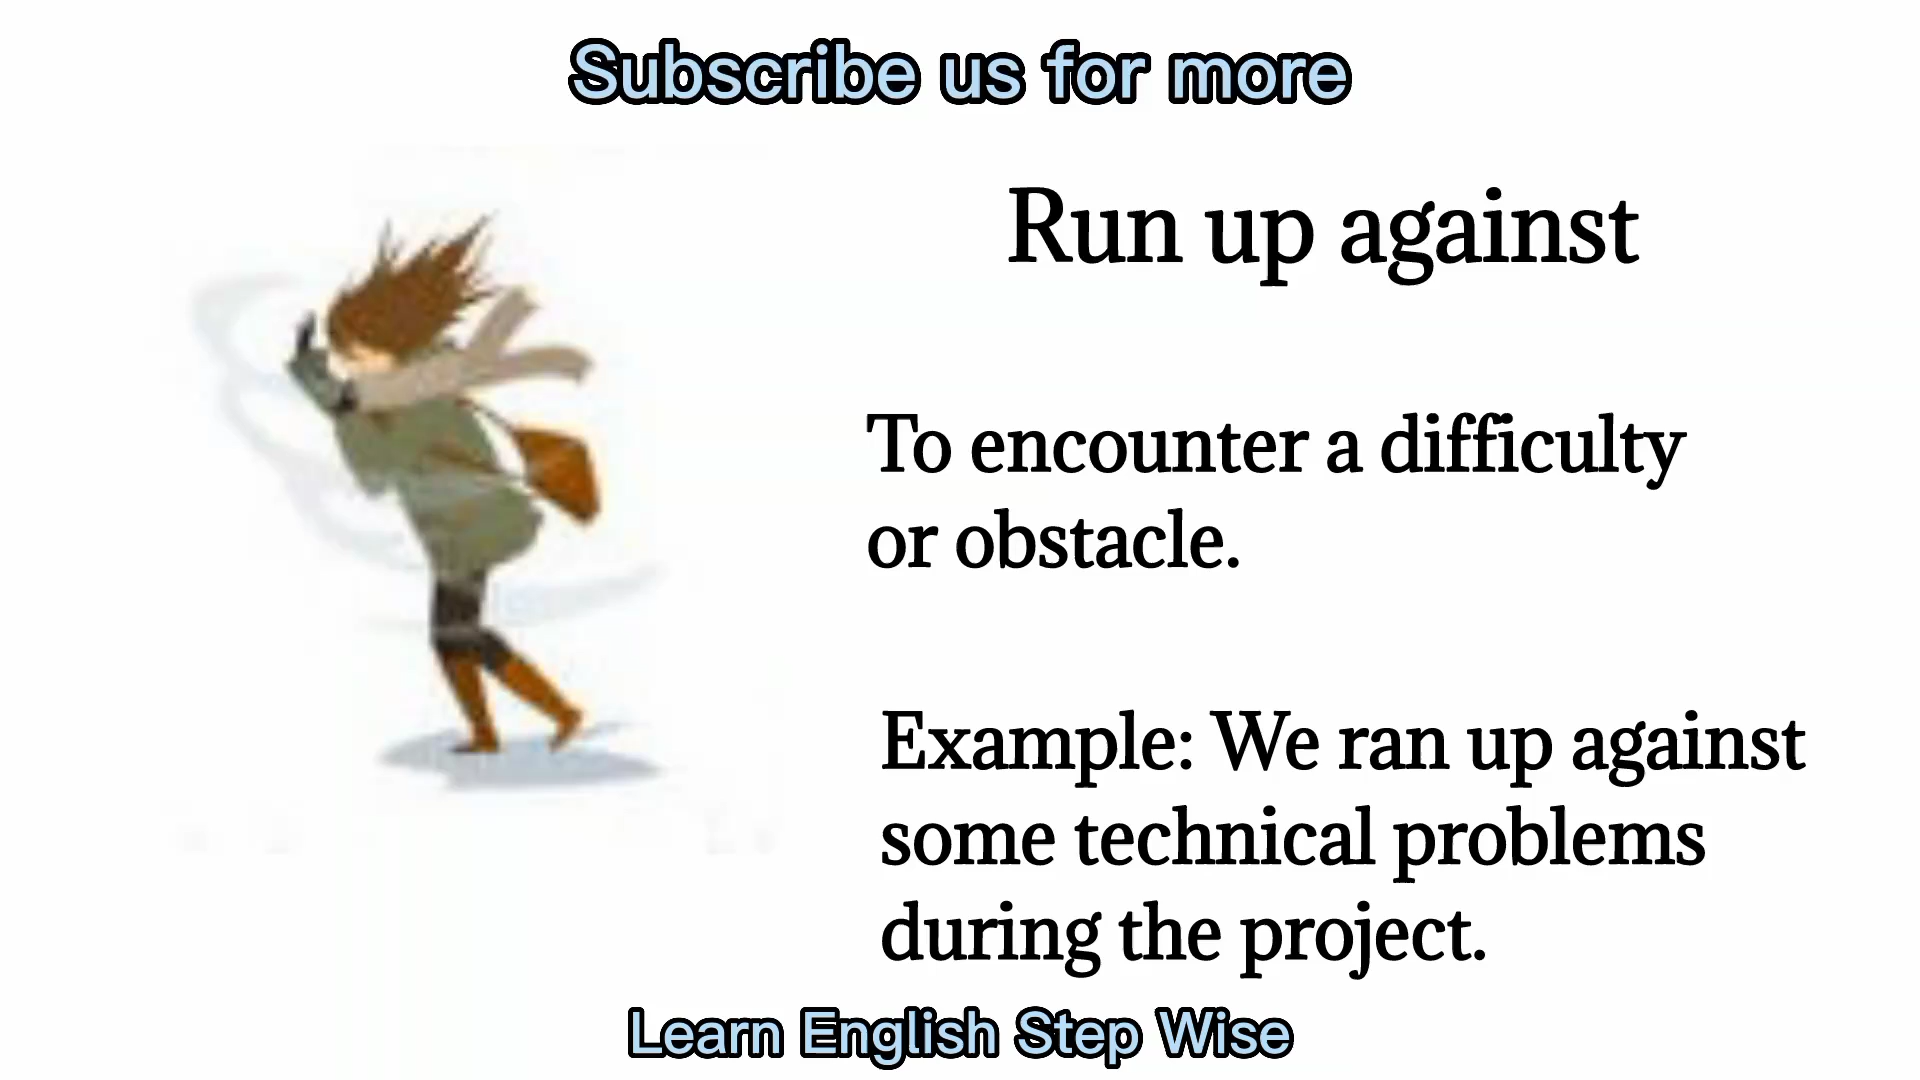 Subscribe us for more
Run up against
To encounter a difficulty
or obstacle.
Example: We ran up against
some technical problems
during the project.
Learn English Step Wise